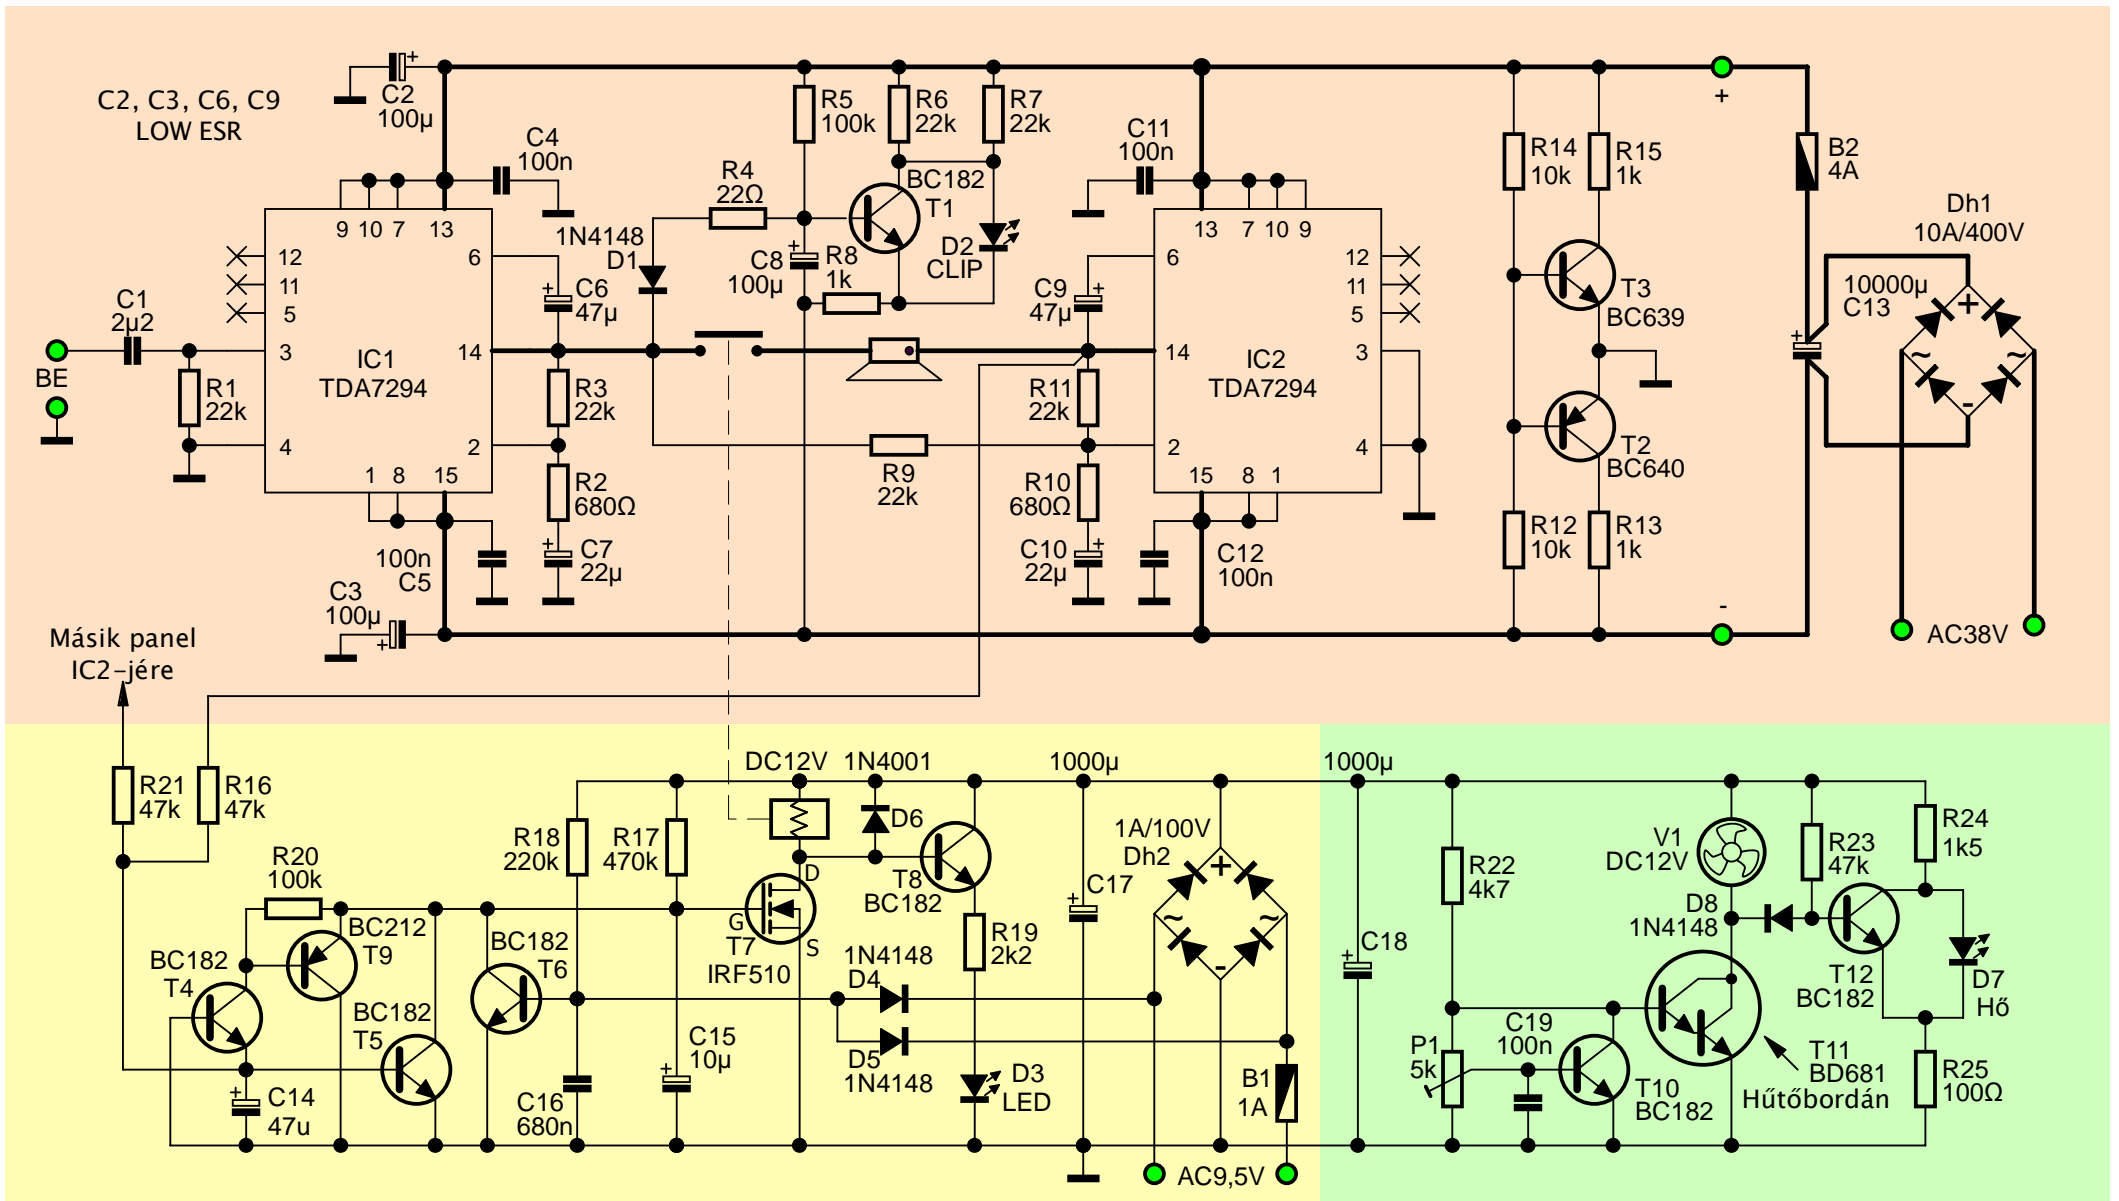 C2, C3, C6, C9
LOW ESR
+
C2
100µ
C4
100n
R5
100k
R6
22k
R7
22k
C11
100n
R14
10k
R15
1k
+
B2
4A
Dh1
10A/400V
R4
22Ω
BC182
T1
9 10 7 13
13 7 10 9
1N4148
D1
+
C8
100µ
R8
1k
D2
CLIP
12
11
5
6
+
C6
47µ
C9
47µ
+
6
12
11
5
T3
BC639
10000µ
C13
+
+
~
~
-
C1
2µ2
BE
3
IC1
TDA7294
14
14
IC2
TDA7294
3
R1
22k
R3
22k
R11
22k
4
2
R9
22k
2
4
T2
BC640
1 8 15
15 8 1
R2
680Ω
R10
680Ω
100n
C5
+
C7
22µ
C10
22µ
+
C12
100n
R12
10k
R13
1k
C3
100µ
+
-
AC38V
Másik panel
IC2-jére
R21
47k
R16
47k
DC12V
1N4001
1000µ
1000µ
R18
220k
R17
470k
D6
1A/100V
Dh2
+
~
~
-
R20
100k
BC212
T9
BC182
T6
D
G
S
T7
IRF510
T8
BC182
R19
2k2
+
C17
BC182
T4
BC182
T5
1N4148
D4
D5
1N4148
+
C14
47u
C16
680n
C15
10µ
+
D3
LED
B1
1A
AC9,5V
+
C18
R22
4k7
V1
DC12V
R23
47k
R24
1k5
D8
1N4148
T12
BC182
D7
Hő
P1
5k
C19
100n
T10
BC182
T11
BD681
Hűtőbordán
R25
100Ω